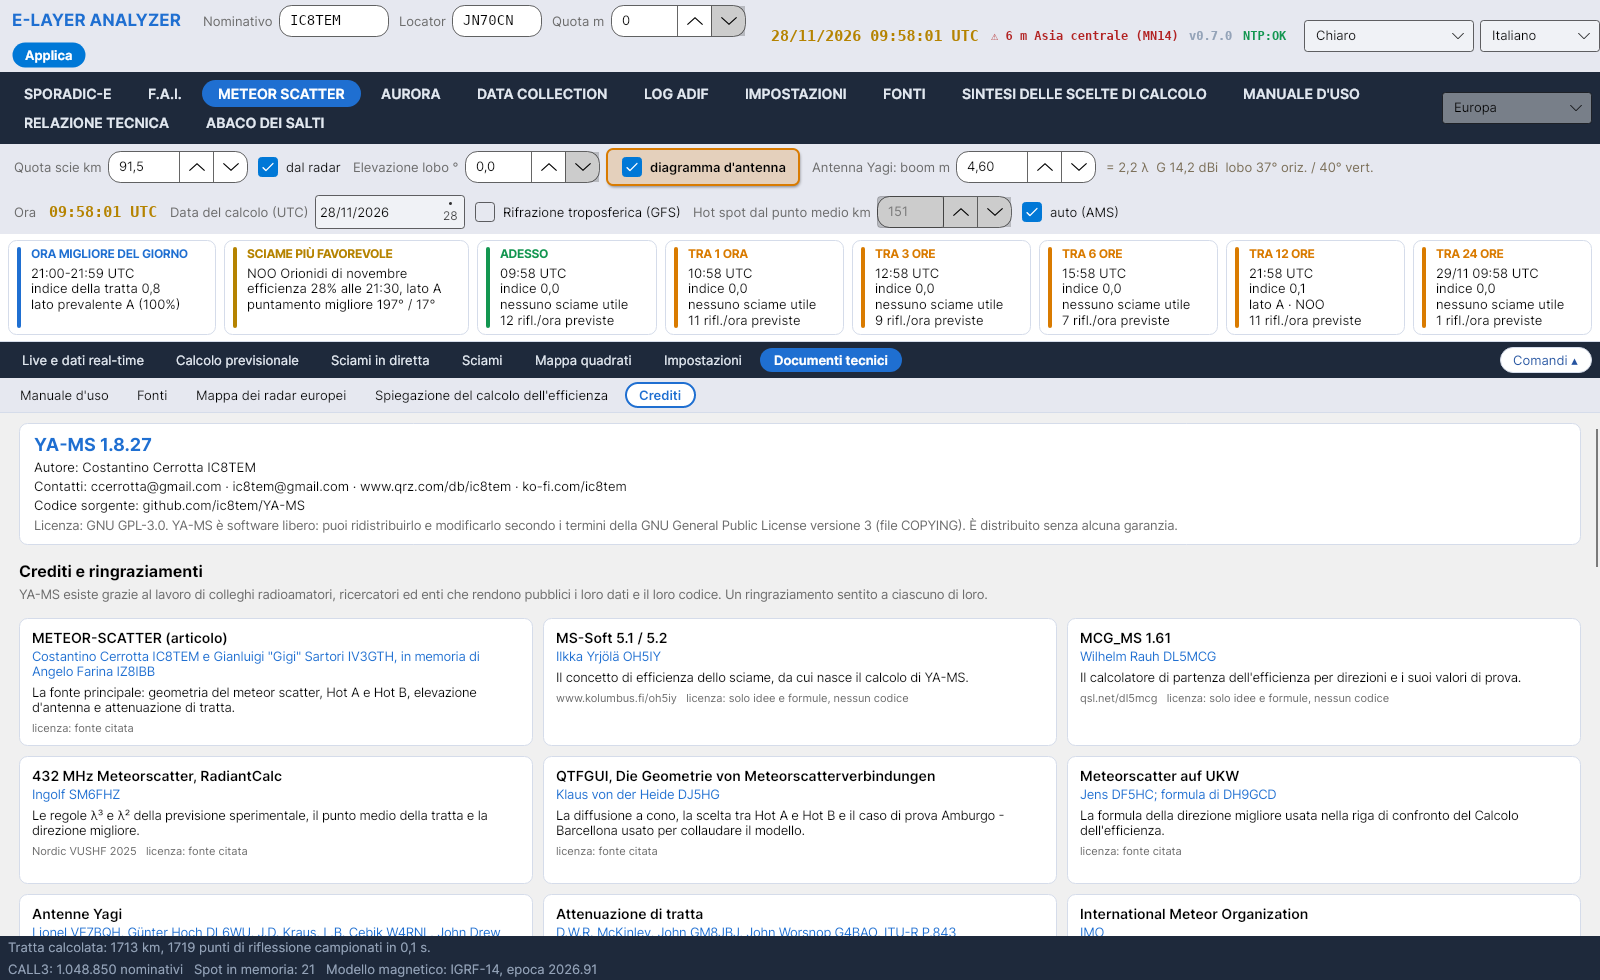 E-LAYER ANALYZER Nominativo IC8TEM Locator JN70CN Quota m 0
28/11/2026 09:58:01 UTC ⚠ 6 m Asia centrale (MN14) v0.7.0 NTP:OK Chiaro Italiano
Applica
SPORADIC-E F.A.I. METEOR SCATTER AURORA DATA COLLECTION LOG ADIF IMPOSTAZIONI FONTI SINTESI DELLE SCELTE DI CALCOLO MANUALE D'USO
RELAZIONE TECNICA ABACO DEI SALTI Europa
Quota scie km 91,5 dal radar Elevazione lobo ° 0,0 diagramma d'antenna Antenna Yagi: boom m 4,60 = 2,2 λ G 14,2 dBi lobo 37° oriz. / 40° vert.
Ora 09:58:01 UTC Data del calcolo (UTC) 28/11/2026 28 Rifrazione troposferica (GFS) Hot spot dal punto medio km 151 auto (AMS)
ORA MIGLIORE DEL GIORNO
21:00-21:59 UTC
indice della tratta 0,8
lato prevalente A (100%)
SCIAME PIÙ FAVOREVOLE
NOO Orionidi di novembre
efficienza 28% alle 21:30, lato A
puntamento migliore 197° / 17°
ADESSO
09:58 UTC
indice 0,0
nessuno sciame utile
12 rifl./ora previste
TRA 1 ORA
10:58 UTC
indice 0,0
nessuno sciame utile
11 rifl./ora previste
TRA 3 ORE
12:58 UTC
indice 0,0
nessuno sciame utile
9 rifl./ora previste
TRA 6 ORE
15:58 UTC
indice 0,0
nessuno sciame utile
7 rifl./ora previste
TRA 12 ORE
21:58 UTC
indice 0,1
lato A · NOO
11 rifl./ora previste
TRA 24 ORE
29/11 09:58 UTC
indice 0,0
nessuno sciame utile
1 rifl./ora previste
Live e dati real-time Calcolo previsionale Sciami in diretta Sciami Mappa quadrati Impostazioni Documenti tecnici Comandi ▴
Manuale d'uso Fonti Mappa dei radar europei Spiegazione del calcolo dell'efficienza Crediti
YA-MS 1.8.27
Autore: Costantino Cerrotta IC8TEM
Contatti: ccerrotta@gmail.com · ic8tem@gmail.com · www.qrz.com/db/ic8tem · ko-fi.com/ic8tem
Codice sorgente: github.com/ic8tem/YA-MS
Licenza: GNU GPL-3.0. YA-MS è software libero: puoi ridistribuirlo e modificarlo secondo i termini della GNU General Public License versione 3 (file COPYING). È distribuito senza alcuna garanzia.
Crediti e ringraziamenti
YA-MS esiste grazie al lavoro di colleghi radioamatori, ricercatori ed enti che rendono pubblici i loro dati e il loro codice. Un ringraziamento sentito a ciascuno di loro.
METEOR-SCATTER (articolo)
Costantino Cerrotta IC8TEM e Gianluigi "Gigi" Sartori IV3GTH, in memoria di
Angelo Farina IZ8IBB
La fonte principale: geometria del meteor scatter, Hot A e Hot B, elevazione
d'antenna e attenuazione di tratta.
licenza: fonte citata
MS-Soft 5.1 / 5.2
Ilkka Yrjölä OH5IY
Il concetto di efficienza dello sciame, da cui nasce il calcolo di YA-MS.
www.kolumbus.fi/oh5iy licenza: solo idee e formule, nessun codice
MCG_MS 1.61
Wilhelm Rauh DL5MCG
Il calcolatore di partenza dell'efficienza per direzioni e i suoi valori di prova.
qsl.net/dl5mcg licenza: solo idee e formule, nessun codice
432 MHz Meteorscatter, RadiantCalc
Ingolf SM6FHZ
Le regole λ³ e λ² della previsione sperimentale, il punto medio della tratta e la
direzione migliore.
Nordic VUSHF 2025 licenza: fonte citata
QTFGUI, Die Geometrie von Meteorscatterverbindungen
Klaus von der Heide DJ5HG
La diffusione a cono, la scelta tra Hot A e Hot B e il caso di prova Amburgo -
Barcellona usato per collaudare il modello.
licenza: fonte citata
Meteorscatter auf UKW
Jens DF5HC; formula di DH9GCD
La formula della direzione migliore usata nella riga di confronto del Calcolo
dell'efficienza.
licenza: fonte citata
Antenne Yagi
Lionel VE7BQH, Günter Hoch DL6WU, J.D. Kraus, L.B. Cebik W4RNL, John Drew
Attenuazione di tratta
D.W.R. McKinley, John GM8JBJ, John Worsnop G4BAO, ITU-R P.843
International Meteor Organization
IMO
Tratta calcolata: 1713 km, 1719 punti di riflessione campionati in 0,1 s.
CALL3: 1.048.850 nominativi Spot in memoria: 21 Modello magnetico: IGRF-14, epoca 2026.91